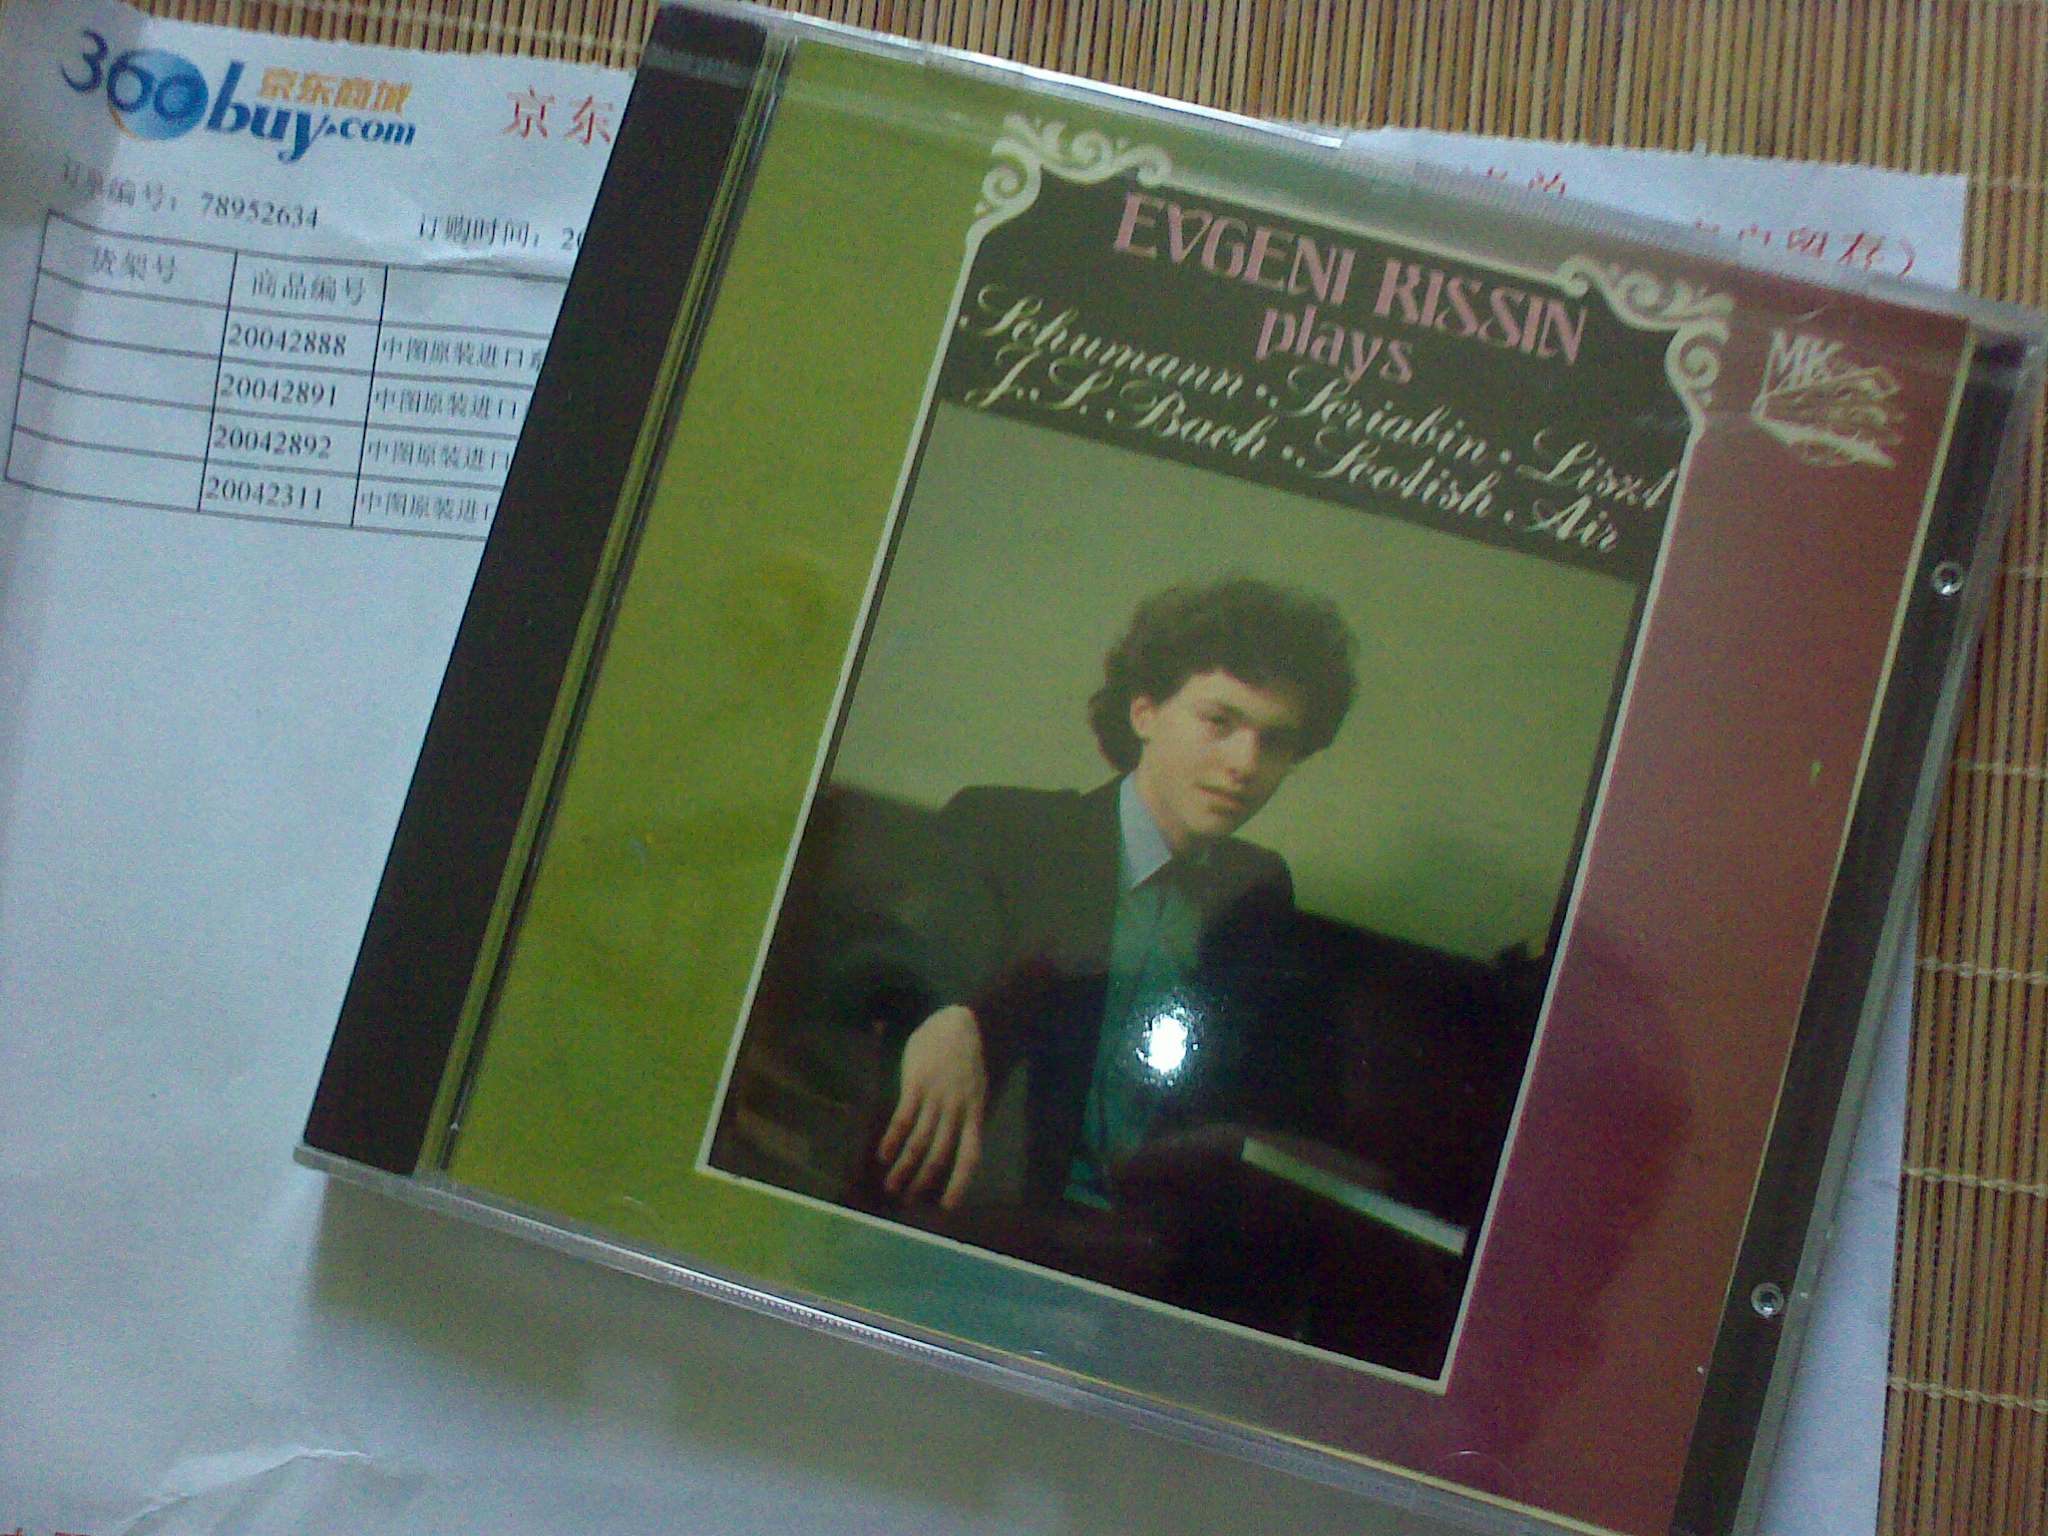 360buy.com
京东商城
京东
订单编号：78952634
订购时间：20
货架号 商品编号
20042888 中图原装进口
20042891 中图原装进口
20042892 中图原装进口
20042311 中图原装进口
留存）
EVGENI KISSIN
plays
Schumann · Scriabin · Liszt
J. S. Bach · Scotish Air
MK